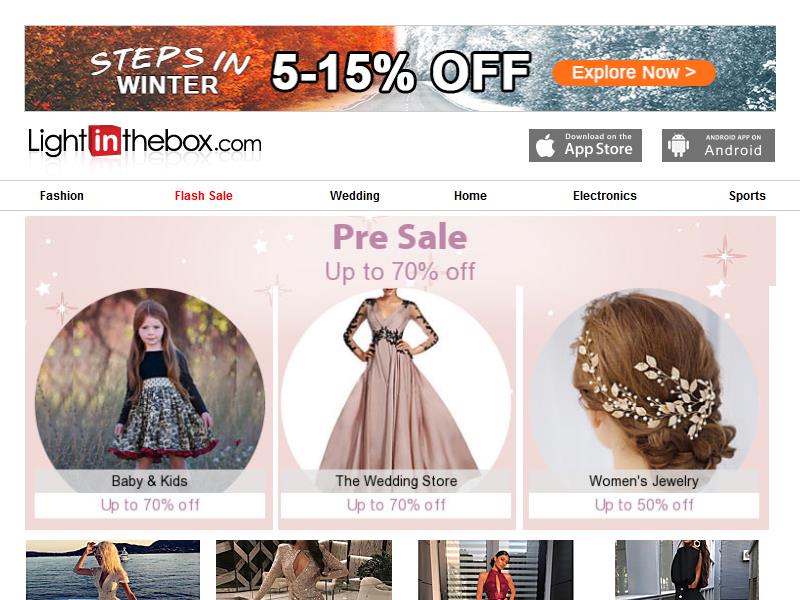 STEPS IN
WINTER
5-15% OFF
Explore Now >
Lightinthebox.com
Download on the
App Store
ANDROID APP ON
Android
Fashion
Flash Sale
Wedding
Home
Electronics
Sports
Pre Sale
Up to 70% off
Baby & Kids
Up to 70% off
The Wedding Store
Up to 70% off
Women's Jewelry
Up to 50% off